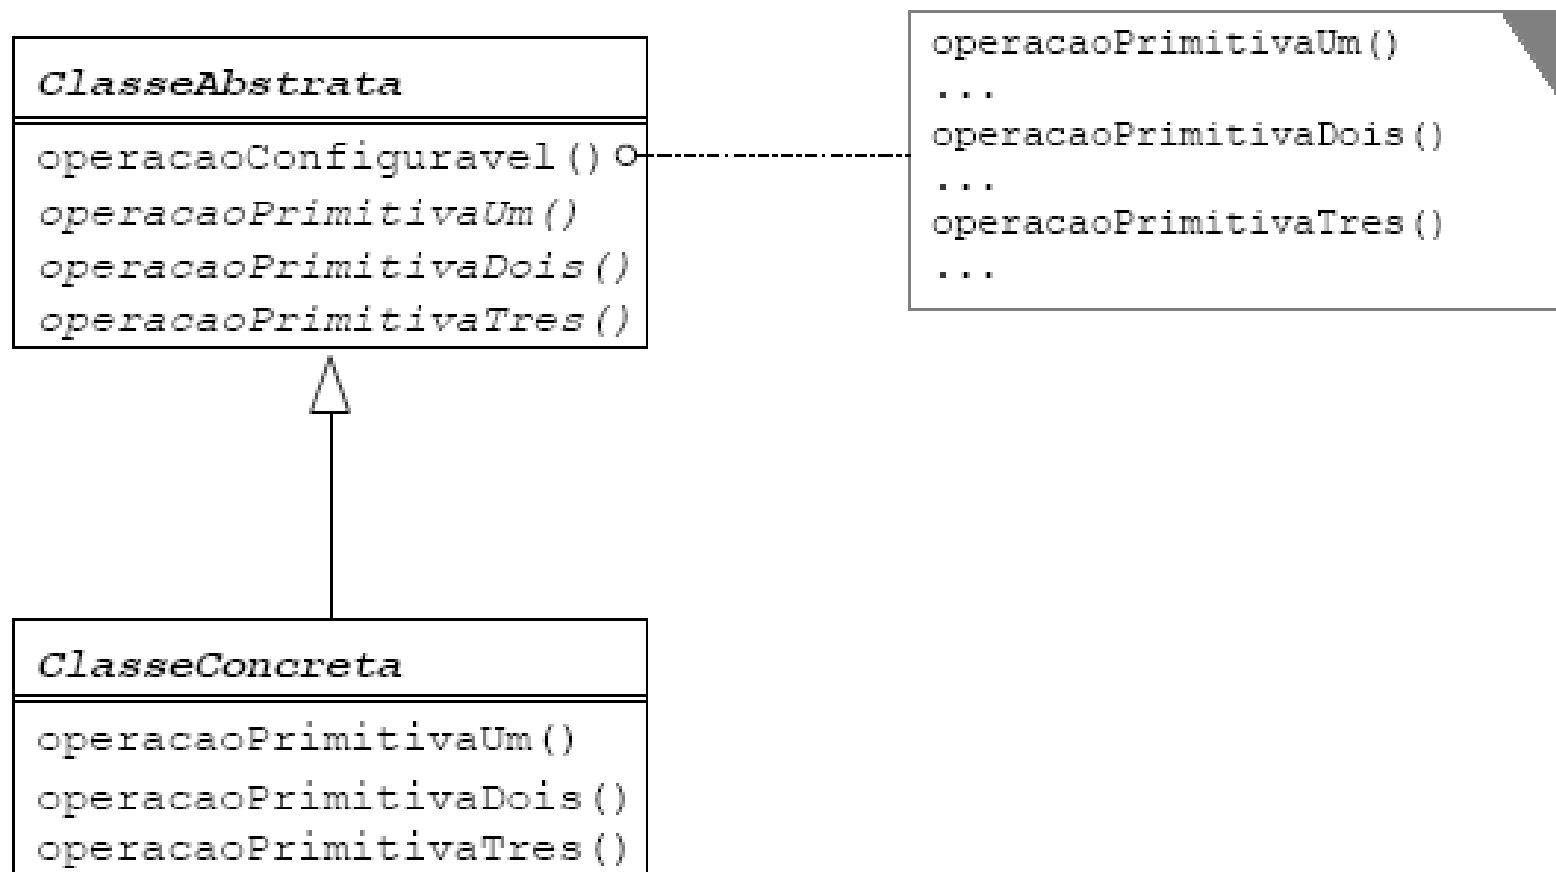 ClasseAbstrata
operacaoConfiguravel()
operacaoPrimitivaUm()
operacaoPrimitivaDois()
operacaoPrimitivaTres()
operacaoPrimitivaUm()
...
operacaoPrimitivaDois()
...
operacaoPrimitivaTres()
...
ClasseConcreta
operacaoPrimitivaUm()
operacaoPrimitivaDois()
operacaoPrimitivaTres()